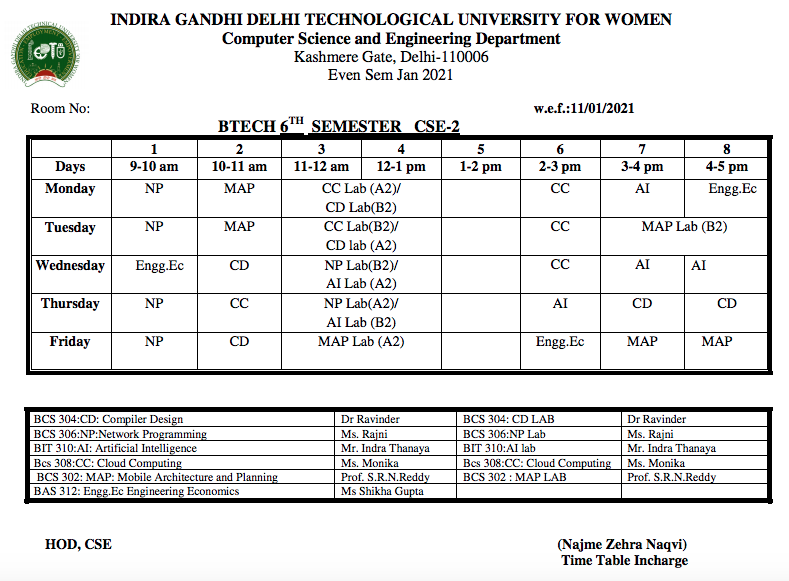 INDIRA GANDHI DELHI TECHNOLOGICAL UNIVERSITY FOR WOMEN
Computer Science and Engineering Department
Kashmere Gate, Delhi-110006
Even Sem Jan 2021
Room No: w.e.f.:11/01/2021
BTECH 6TH SEMESTER CSE-2
1 2 3 4 5 6 7 8
Days 9-10 am 10-11 am 11-12 am 12-1 pm 1-2 pm 2-3 pm 3-4 pm 4-5 pm
Monday NP MAP CC Lab (A2)/ CC AI Engg.Ec
CD Lab(B2)
Tuesday NP MAP CC Lab(B2)/ CC MAP Lab (B2)
CD lab (A2)
Wednesday Engg.Ec CD NP Lab(B2)/ CC AI AI
AI Lab (A2)
Thursday NP CC NP Lab(A2)/ AI CD CD
AI Lab (B2)
Friday NP CD MAP Lab (A2) Engg.Ec MAP MAP
BCS 304:CD: Compiler Design Dr Ravinder BCS 304: CD LAB Dr Ravinder
BCS 306:NP:Network Programming Ms. Rajni BCS 306:NP Lab Ms. Rajni
BIT 310:AI: Artificial Intelligence Mr. Indra Thanaya BIT 310:AI lab Mr. Indra Thanaya
Bcs 308:CC: Cloud Computing Ms. Monika Bcs 308:CC: Cloud Computing Ms. Monika
BCS 302: MAP: Mobile Architecture and Planning Prof. S.R.N.Reddy BCS 302 : MAP LAB Prof. S.R.N.Reddy
BAS 312: Engg.Ec Engineering Economics Ms Shikha Gupta
HOD, CSE (Najme Zehra Naqvi)
Time Table Incharge